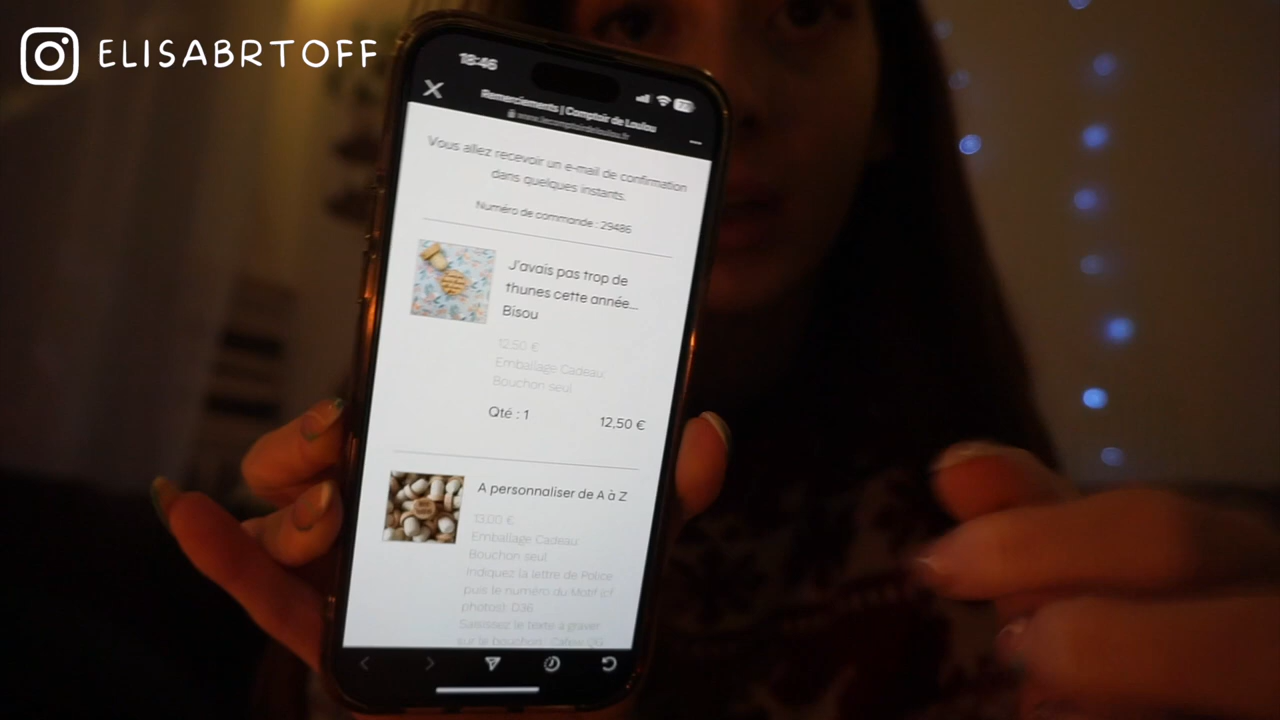 ELISABRTOFF
18:46
Remerciements | Comptoir de Loulou
www.lecomptoirdeloulou.fr
Vous allez recevoir un e-mail de confirmation
dans quelques instants.
Numéro de commande : 29486
J'avais pas trop de
thunes cette année...
Bisou
12,50 €
Emballage Cadeau:
Bouchon seul
Qté : 1
12,50 €
A personnaliser de A à Z
13,00 €
Emballage Cadeau:
Bouchon seul
Indiquez la lettre de Police
puis le numéro du Motif (cf
photos): D36
Saisissez le texte à graver
sur le bouchon: